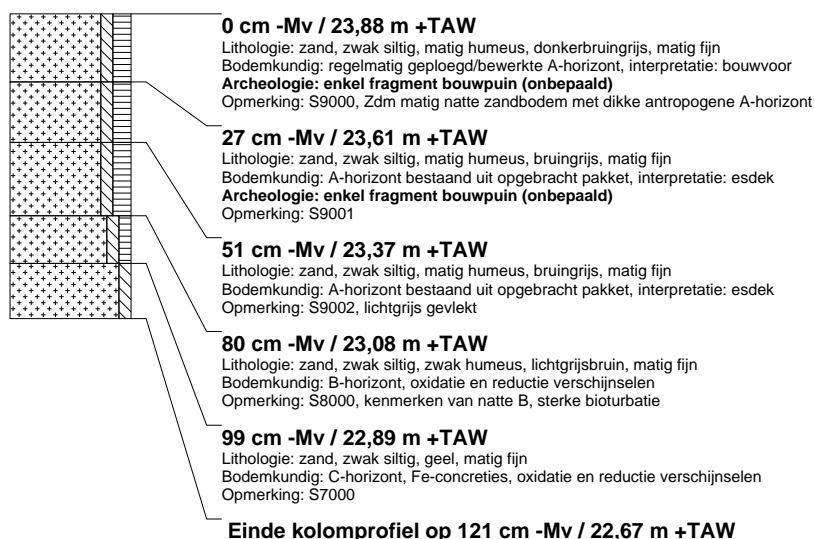 0 cm -Mv / 23,88 m +TAW
Lithologie: zand, zwak siltig, matig humeus, donkerbruingrijs, matig fijn
Bodemkundig: regelmatig geploegd/bewerkte A-horizont, interpretatie: bouwvoor
Archeologie: enkel fragment bouwpuin (onbepaald)
Opmerking: S9000, Zdm matig natte zandbodem met dikke antropogene A-horizont
27 cm -Mv / 23,61 m +TAW
Lithologie: zand, zwak siltig, matig humeus, bruingrijs, matig fijn
Bodemkundig: A-horizont bestaand uit opgebracht pakket, interpretatie: esdek
Archeologie: enkel fragment bouwpuin (onbepaald)
Opmerking: S9001
51 cm -Mv / 23,37 m +TAW
Lithologie: zand, zwak siltig, matig humeus, bruingrijs, matig fijn
Bodemkundig: A-horizont bestaand uit opgebracht pakket, interpretatie: esdek
Opmerking: S9002, lichtgrijs gevlekt
80 cm -Mv / 23,08 m +TAW
Lithologie: zand, zwak siltig, zwak humeus, lichtgrijsbruin, matig fijn
Bodemkundig: B-horizont, oxidatie en reductie verschijnselen
Opmerking: S8000, kenmerken van natte B, sterke bioturbatie
99 cm -Mv / 22,89 m +TAW
Lithologie: zand, zwak siltig, geel, matig fijn
Bodemkundig: C-horizont, Fe-concreties, oxidatie en reductie verschijnselen
Opmerking: S7000
Einde kolomprofiel op 121 cm -Mv / 22,67 m +TAW